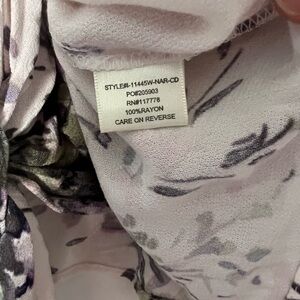 STYLE#-11445W-NAR-CD
PO#205903
RN#117778
100%RAYON
CARE ON REVERSE